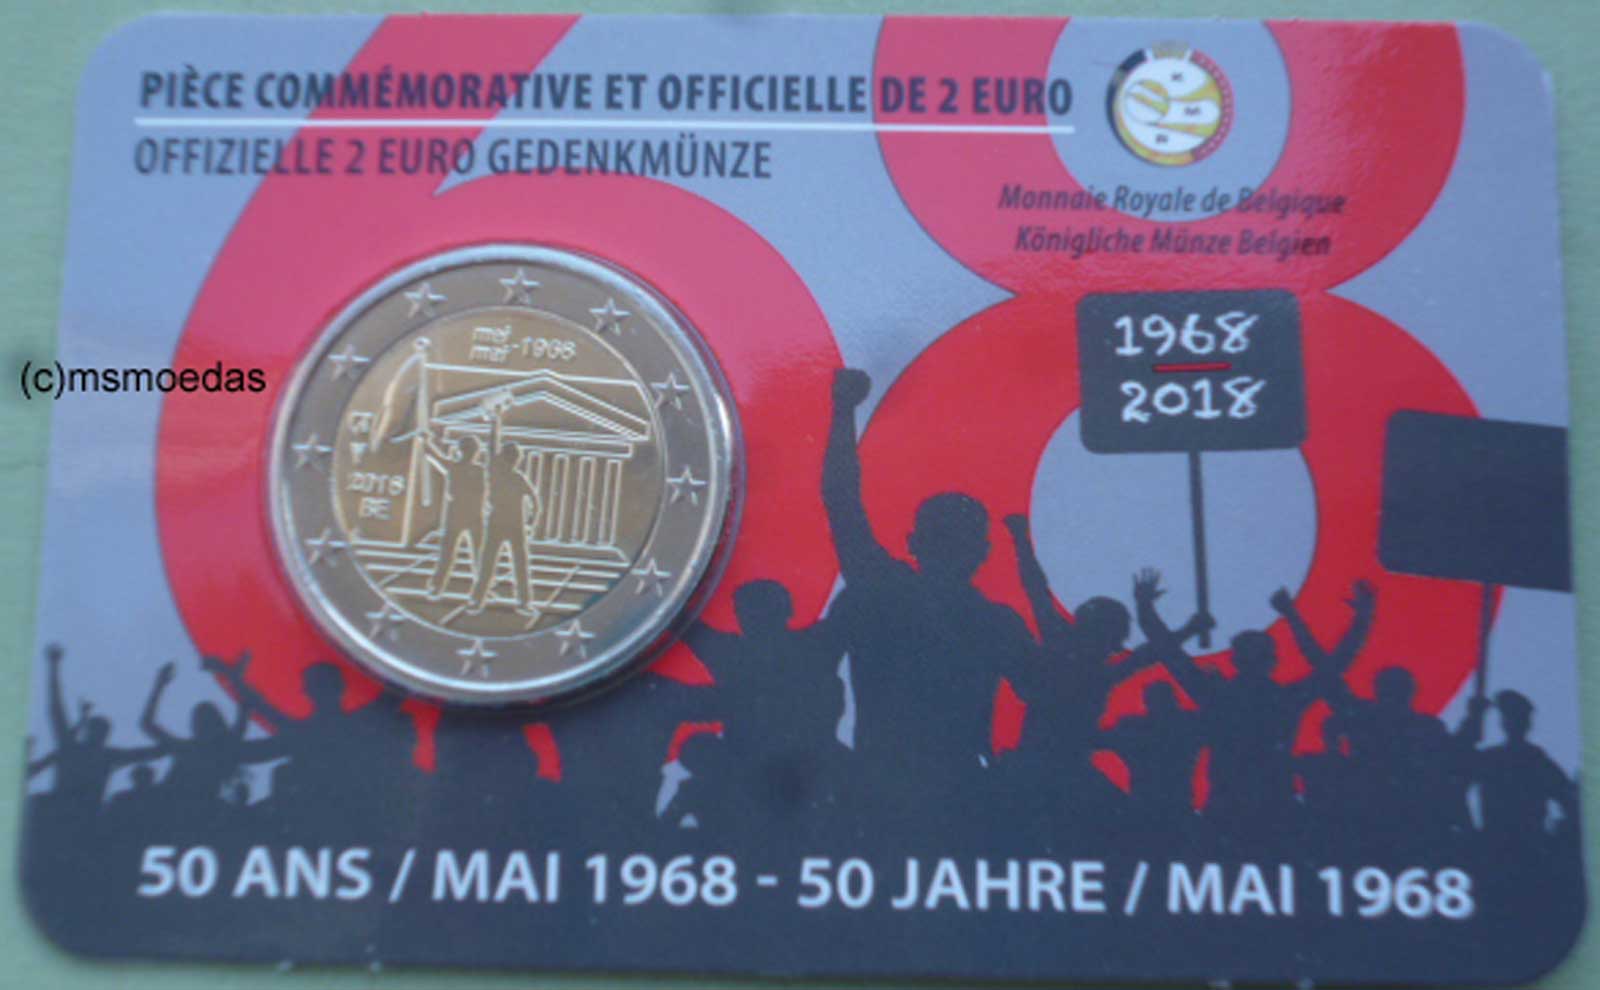 PIÈCE COMMÉMORATIVE ET OFFICIELLE DE 2 EURO
OFFIZIELLE 2 EURO GEDENKMÜNZE
Monnaie Royale de Belgique
Königliche Münze Belgien
1968
2018
(c)msmoedas
mei
mai -1968
2018
BE
50 ANS / MAI 1968 - 50 JAHRE / MAI 1968